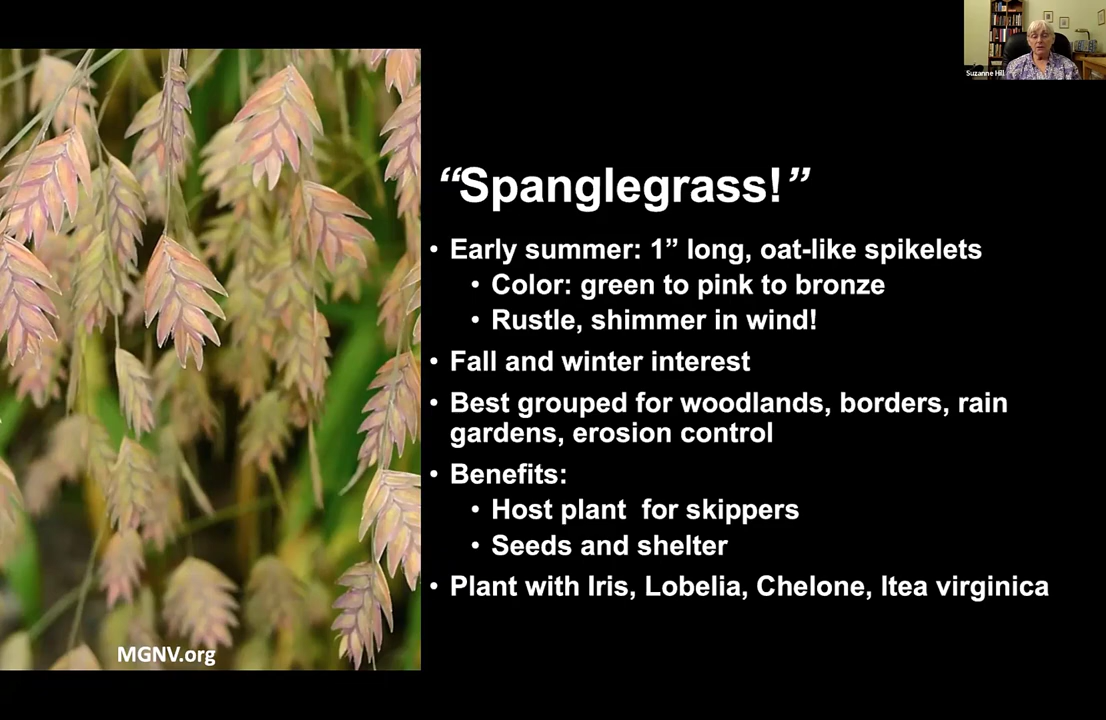 Suzanne Hill
“Spanglegrass!”
• Early summer: 1” long, oat-like spikelets
• Color: green to pink to bronze
• Rustle, shimmer in wind!
• Fall and winter interest
• Best grouped for woodlands, borders, rain
gardens, erosion control
• Benefits:
• Host plant  for skippers
• Seeds and shelter
• Plant with Iris, Lobelia, Chelone, Itea virginica
MGNV.org